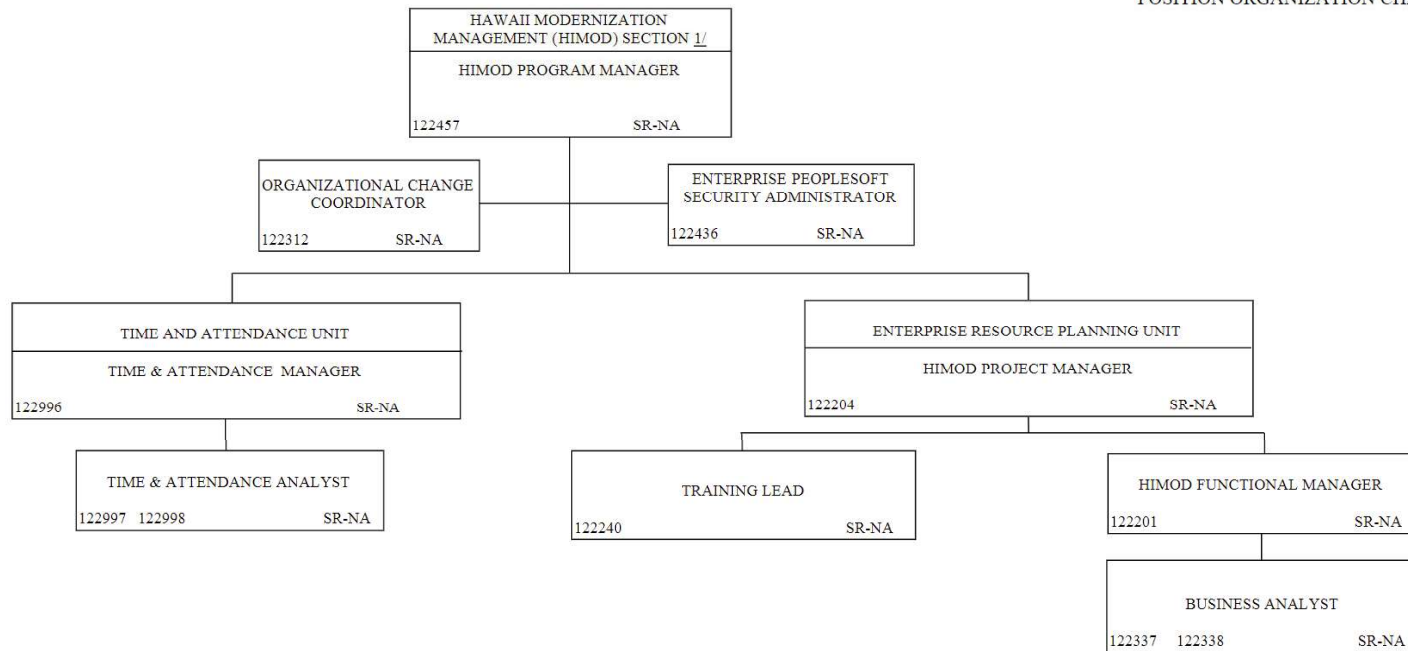 POSITION ORGANIZATION
HAWAII MODERNIZATION
MANAGEMENT (HIMOD) SECTION 1/
HIMOD PROGRAM MANAGER
122457 SR-NA
ORGANIZATIONAL CHANGE
COORDINATOR
122312 SR-NA
ENTERPRISE PEOPLESOFT
SECURITY ADMINISTRATOR
122436 SR-NA
TIME AND ATTENDANCE UNIT
TIME & ATTENDANCE MANAGER
122996 SR-NA
ENTERPRISE RESOURCE PLANNING UNIT
HIMOD PROJECT MANAGER
122204 SR-NA
TIME & ATTENDANCE ANALYST
122997 122998 SR-NA
TRAINING LEAD
122240 SR-NA
HIMOD FUNCTIONAL MANAGER
122201 SR-NA
BUSINESS ANALYST
122337 122338 SR-NA